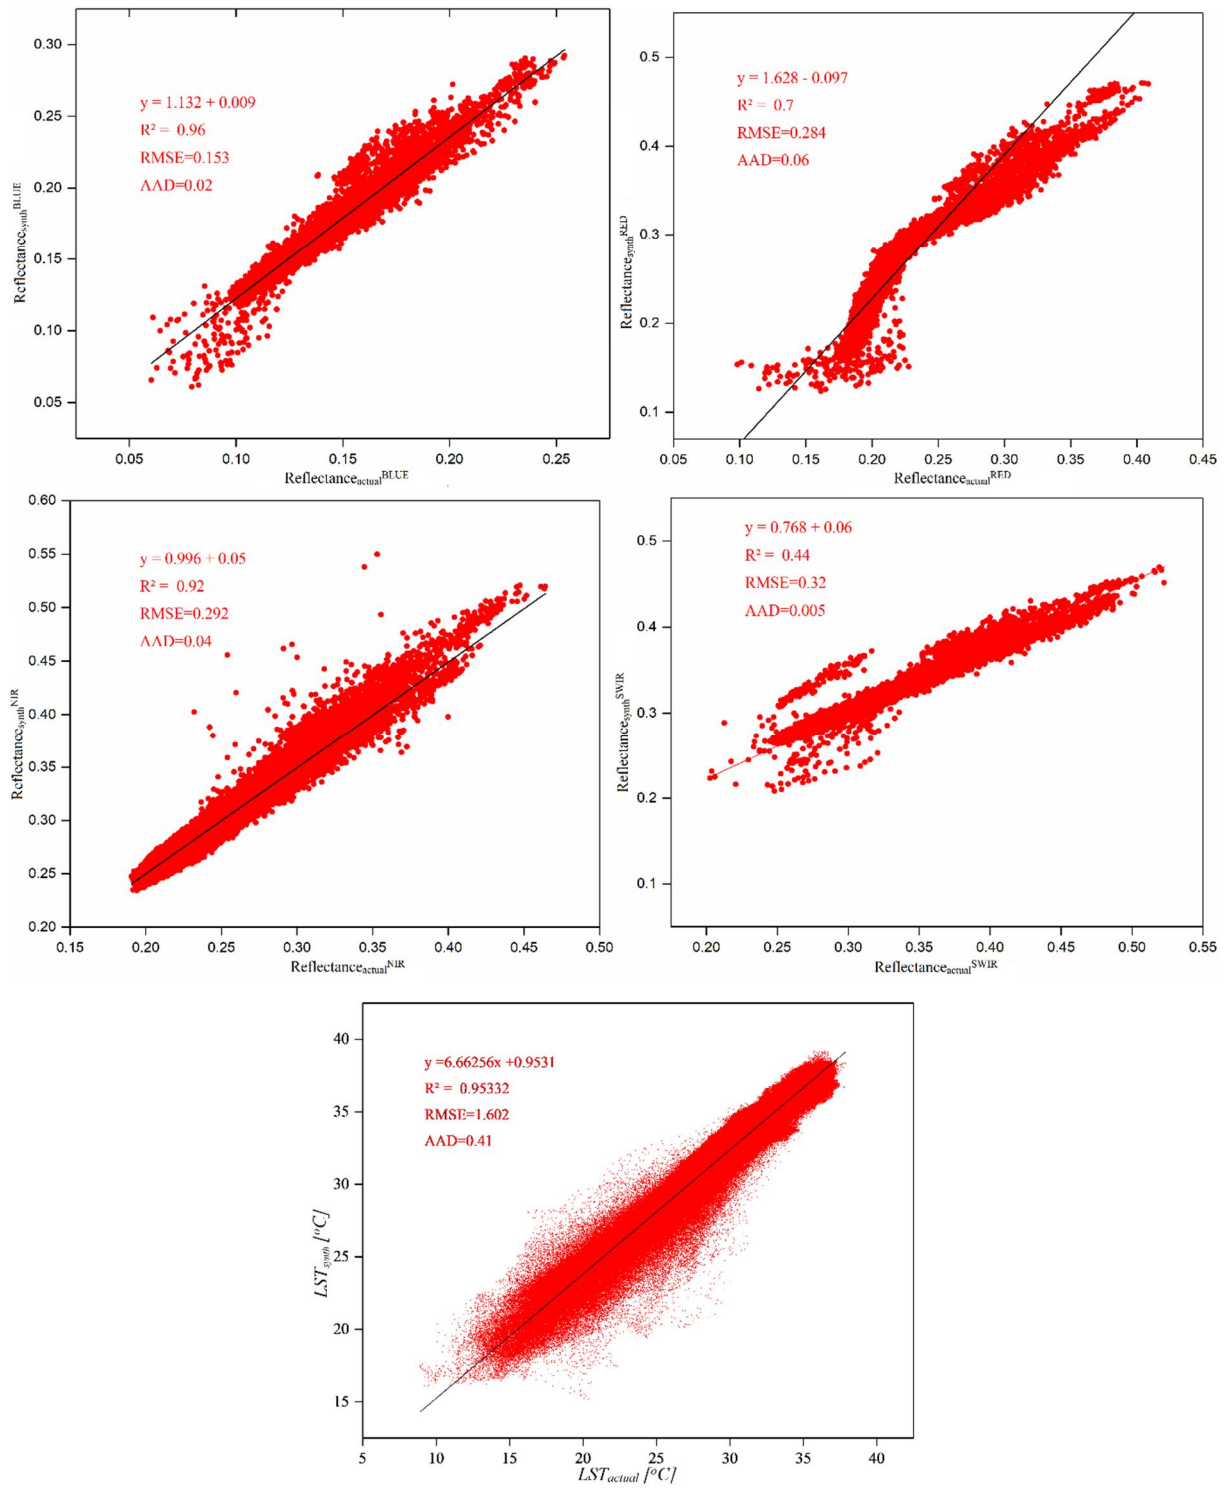 y = 1.132 + 0.009
R² = 0.96
RMSE=0.153
AAD=0.02
0.30
0.25
0.20
0.15
0.10
0.05
Reflectancesynth^BLUE
0.05 0.10 0.15 0.20 0.25
Reflectanceactual^BLUE
y = 1.628 - 0.097
R² = 0.7
RMSE=0.284
AAD=0.06
0.5
0.4
0.3
0.2
0.1
Reflectancesynth^RED
0.05 0.10 0.15 0.20 0.25 0.30 0.35 0.40 0.45
Reflectanceactual^RED
y = 0.996 + 0.05
R² = 0.92
RMSE=0.292
AAD=0.04
0.60
0.55
0.50
0.45
0.40
0.35
0.30
0.25
0.20
Reflectancesynth^NIR
0.15 0.20 0.25 0.30 0.35 0.40 0.45 0.50
Reflectanceactual^NIR
y = 0.768 + 0.06
R² = 0.44
RMSE=0.32
AAD=0.005
0.5
0.4
0.3
0.2
0.1
Reflectancesynth^SWIR
0.20 0.25 0.30 0.35 0.40 0.45 0.50 0.55
Reflectanceactual^SWIR
y =6.66256x +0.9531
R² = 0.95332
RMSE=1.602
AAD=0.41
40
35
30
25
20
15
LSTsynth [°C]
5 10 15 20 25 30 35 40
LSTactual [°C]